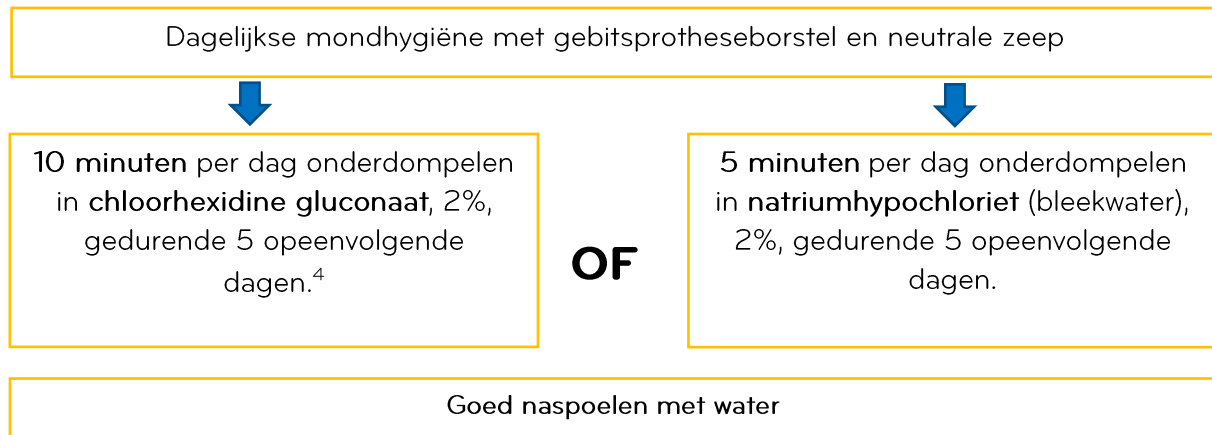 Dagelijkse mondhygiëne met gebitsprotheseborstel en neutrale zeep
10 minuten per dag onderdompelen
in chloorhexidine gluconaat, 2%,
gedurende 5 opeenvolgende
dagen.⁴
OF
5 minuten per dag onderdompelen
in natriumhypochloriet (bleekwater),
2%, gedurende 5 opeenvolgende
dagen.
Goed naspoelen met water